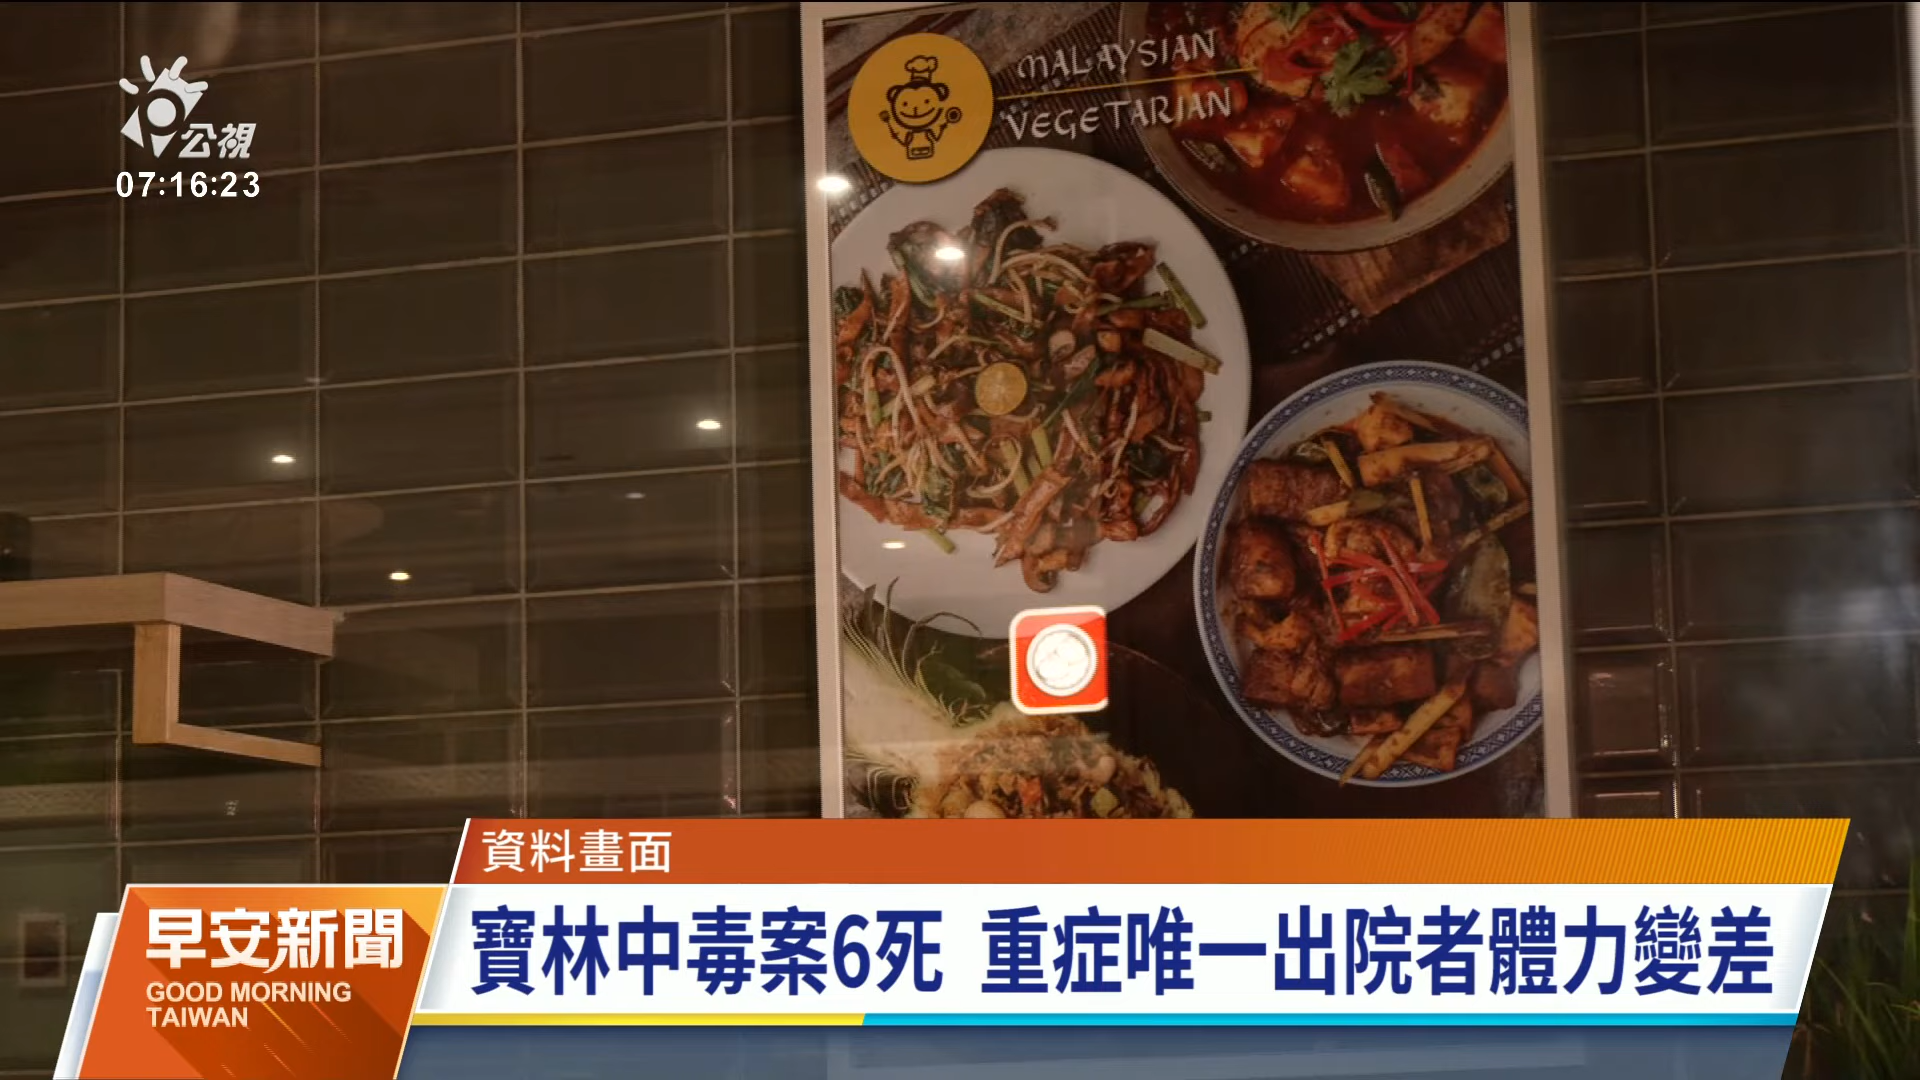 公視
07:16:23
MALAYSIAN
VEGETARIAN
資料畫面
寶林中毒案6死 重症唯一出院者體力變差
早安新聞
GOOD MORNING
TAIWAN